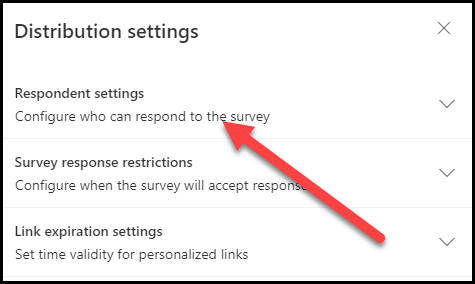 Distribution settings
Respondent settings
Configure who can respond to the survey
Survey response restrictions
Configure when the survey will accept response
Link expiration settings
Set time validity for personalized links